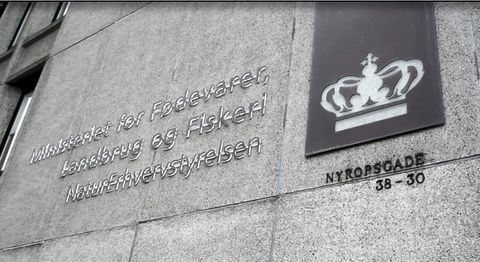 Ministeriet for Fødevarer,
Landbrug og Fiskeri
NaturErhvervstyrelsen
NYROPSGADE
38-30